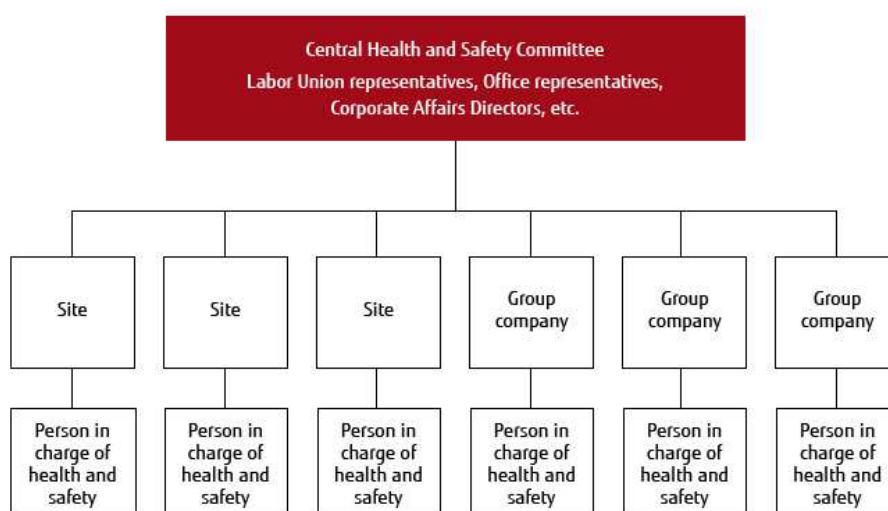 Central Health and Safety Committee
Labor Union representatives, Office representatives,
Corporate Affairs Directors, etc.
Site
Site
Site
Group
company
Group
company
Group
company
Person in
charge of
health and
safety
Person in
charge of
health and
safety
Person in
charge of
health and
safety
Person in
charge of
health and
safety
Person in
charge of
health and
safety
Person in
charge of
health and
safety